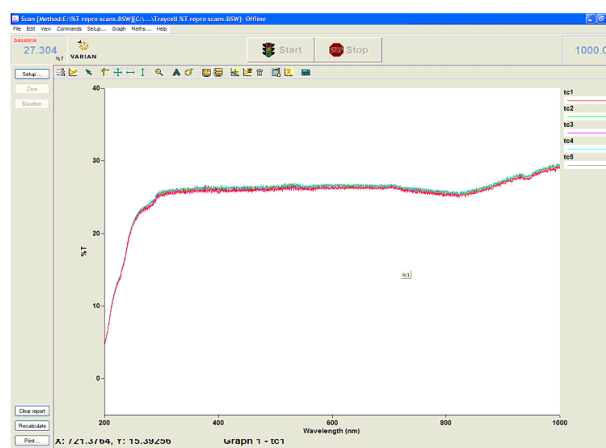 Scan [Method:E:\%T repro scans.BSW][C:\...\Traycell %T repro scans.BSW]- Offline
File Edit View Commands Setup... Graph Maths... Help
baseline
27.304
%T
VARIAN
Start
Stop
1000.0
Setup...
Zero
Baseline
40
30
20
10
0
%T
tc1
tc2
tc3
tc4
tc5
tc1
200
400
600
800
1000
Wavelength (nm)
Clear report
Recalculate
Print ...
X: 721.3764, Y: 15.39256
Graph 1 - tc1